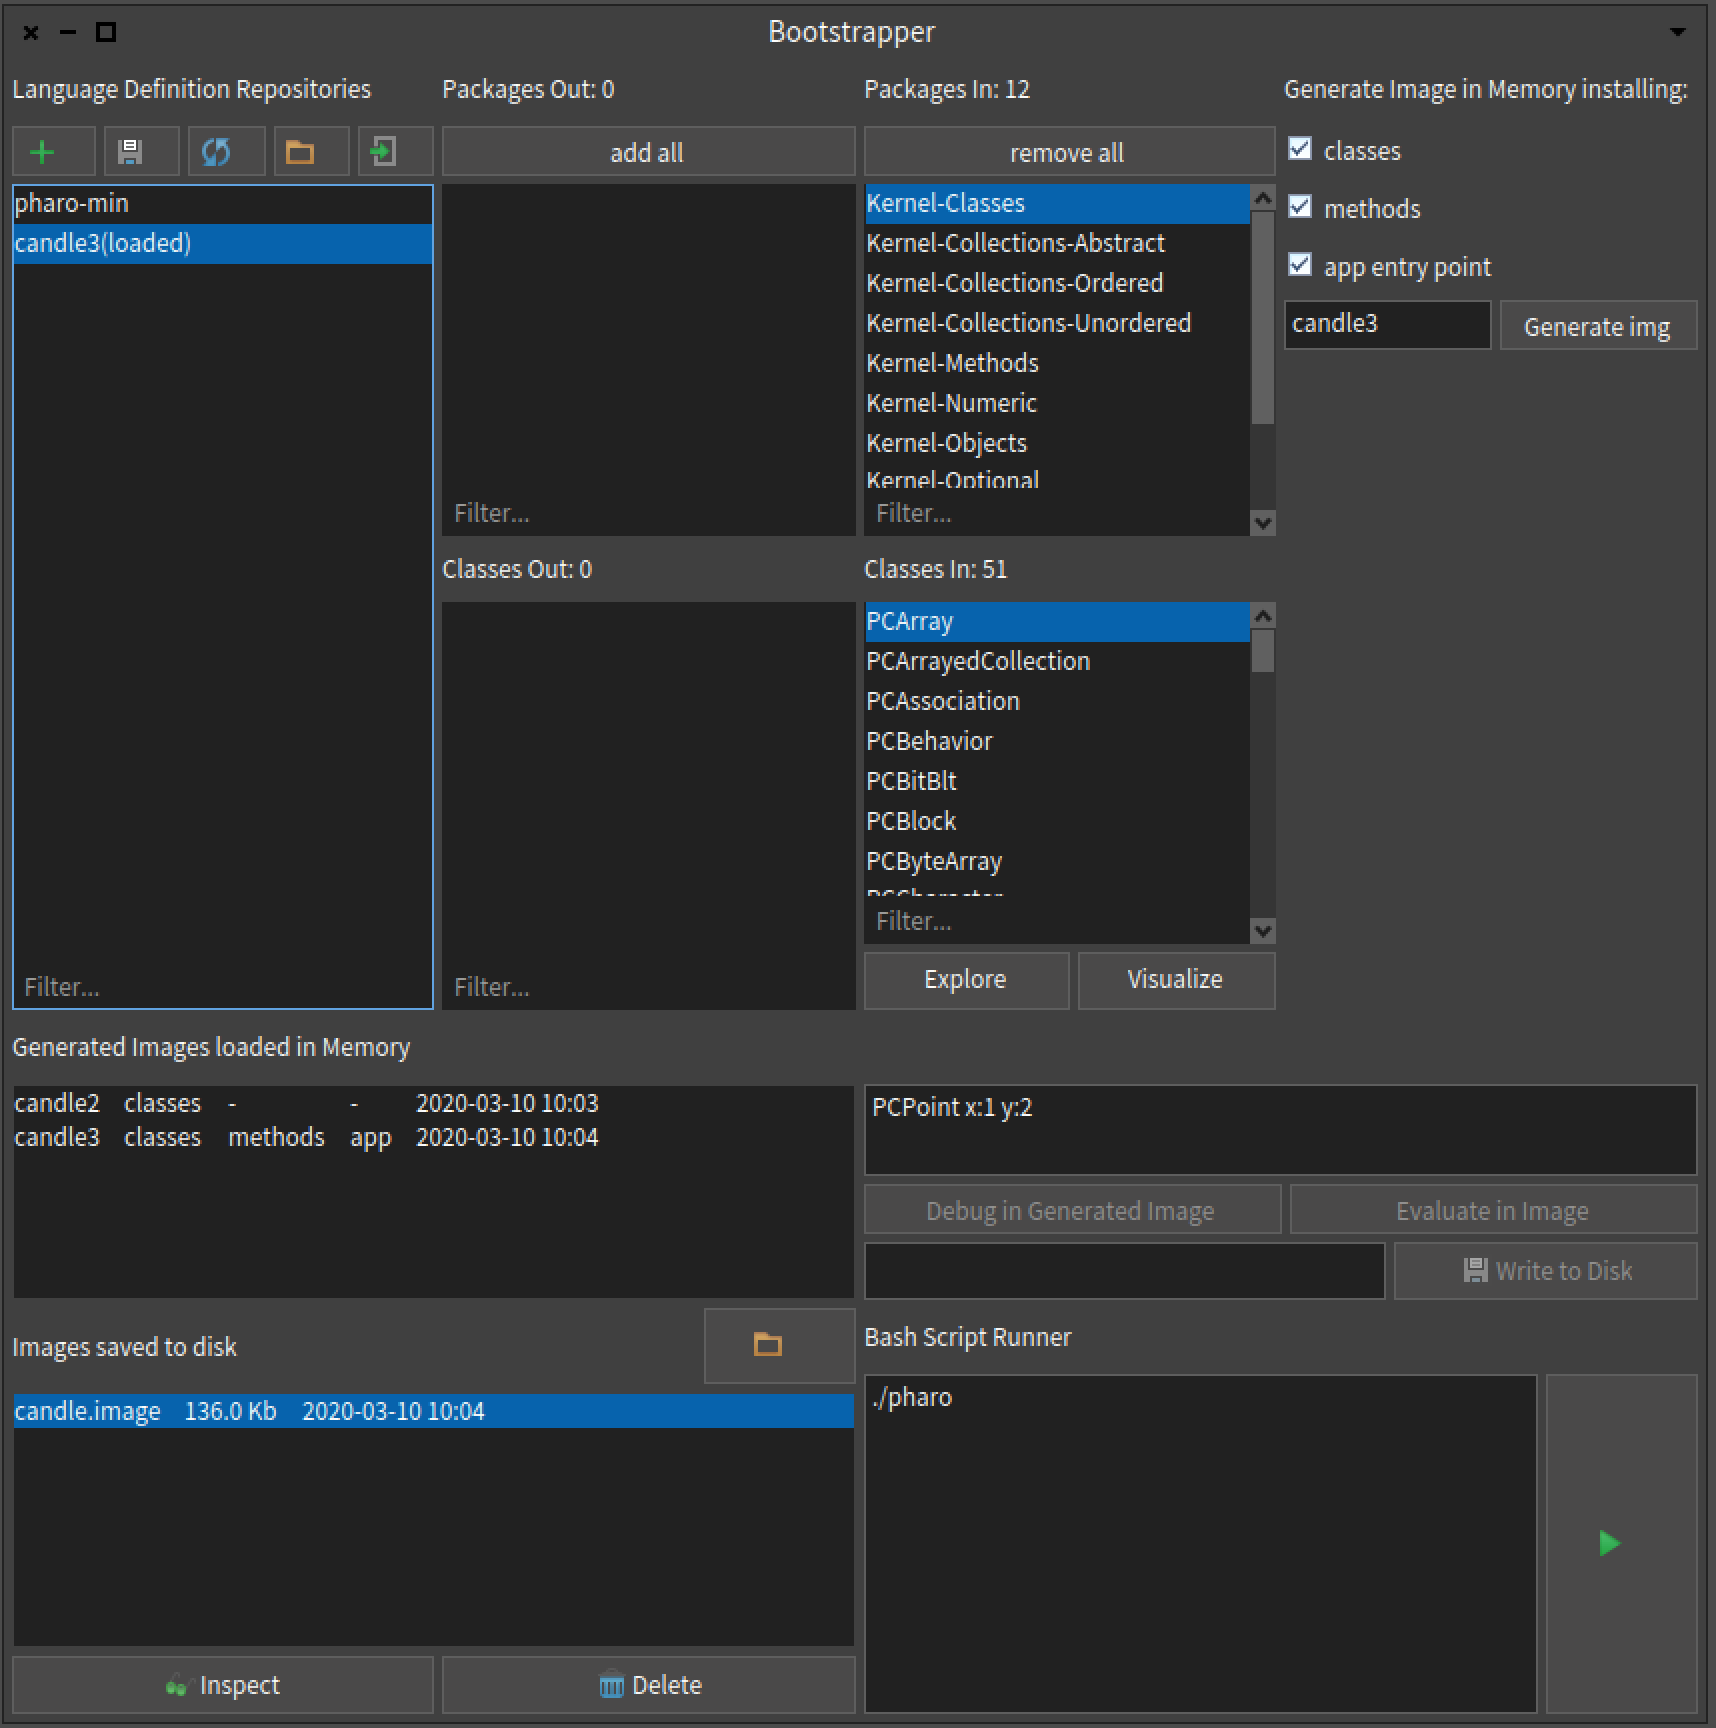 Bootstrapper
Language Definition Repositories
Packages Out: 0
Packages In: 12
Generate Image in Memory installing:
add all
remove all
classes
methods
app entry point
candle3
Generate img
pharo-min
candle3(loaded)
Filter...
Filter...
Kernel-Classes
Kernel-Collections-Abstract
Kernel-Collections-Ordered
Kernel-Collections-Unordered
Kernel-Methods
Kernel-Numeric
Kernel-Objects
Kernel-Optional
Filter...
Classes Out: 0
Filter...
Classes In: 51
PCArray
PCArrayedCollection
PCAssociation
PCBehavior
PCBitBlt
PCBlock
PCByteArray
PCCharacter
Filter...
Explore
Visualize
Generated Images loaded in Memory
candle2 classes - - 2020-03-10 10:03
candle3 classes methods app 2020-03-10 10:04
PCPoint x:1 y:2
Debug in Generated Image
Evaluate in Image
Write to Disk
Images saved to disk
candle.image 136.0 Kb 2020-03-10 10:04
Inspect
Delete
Bash Script Runner
./pharo